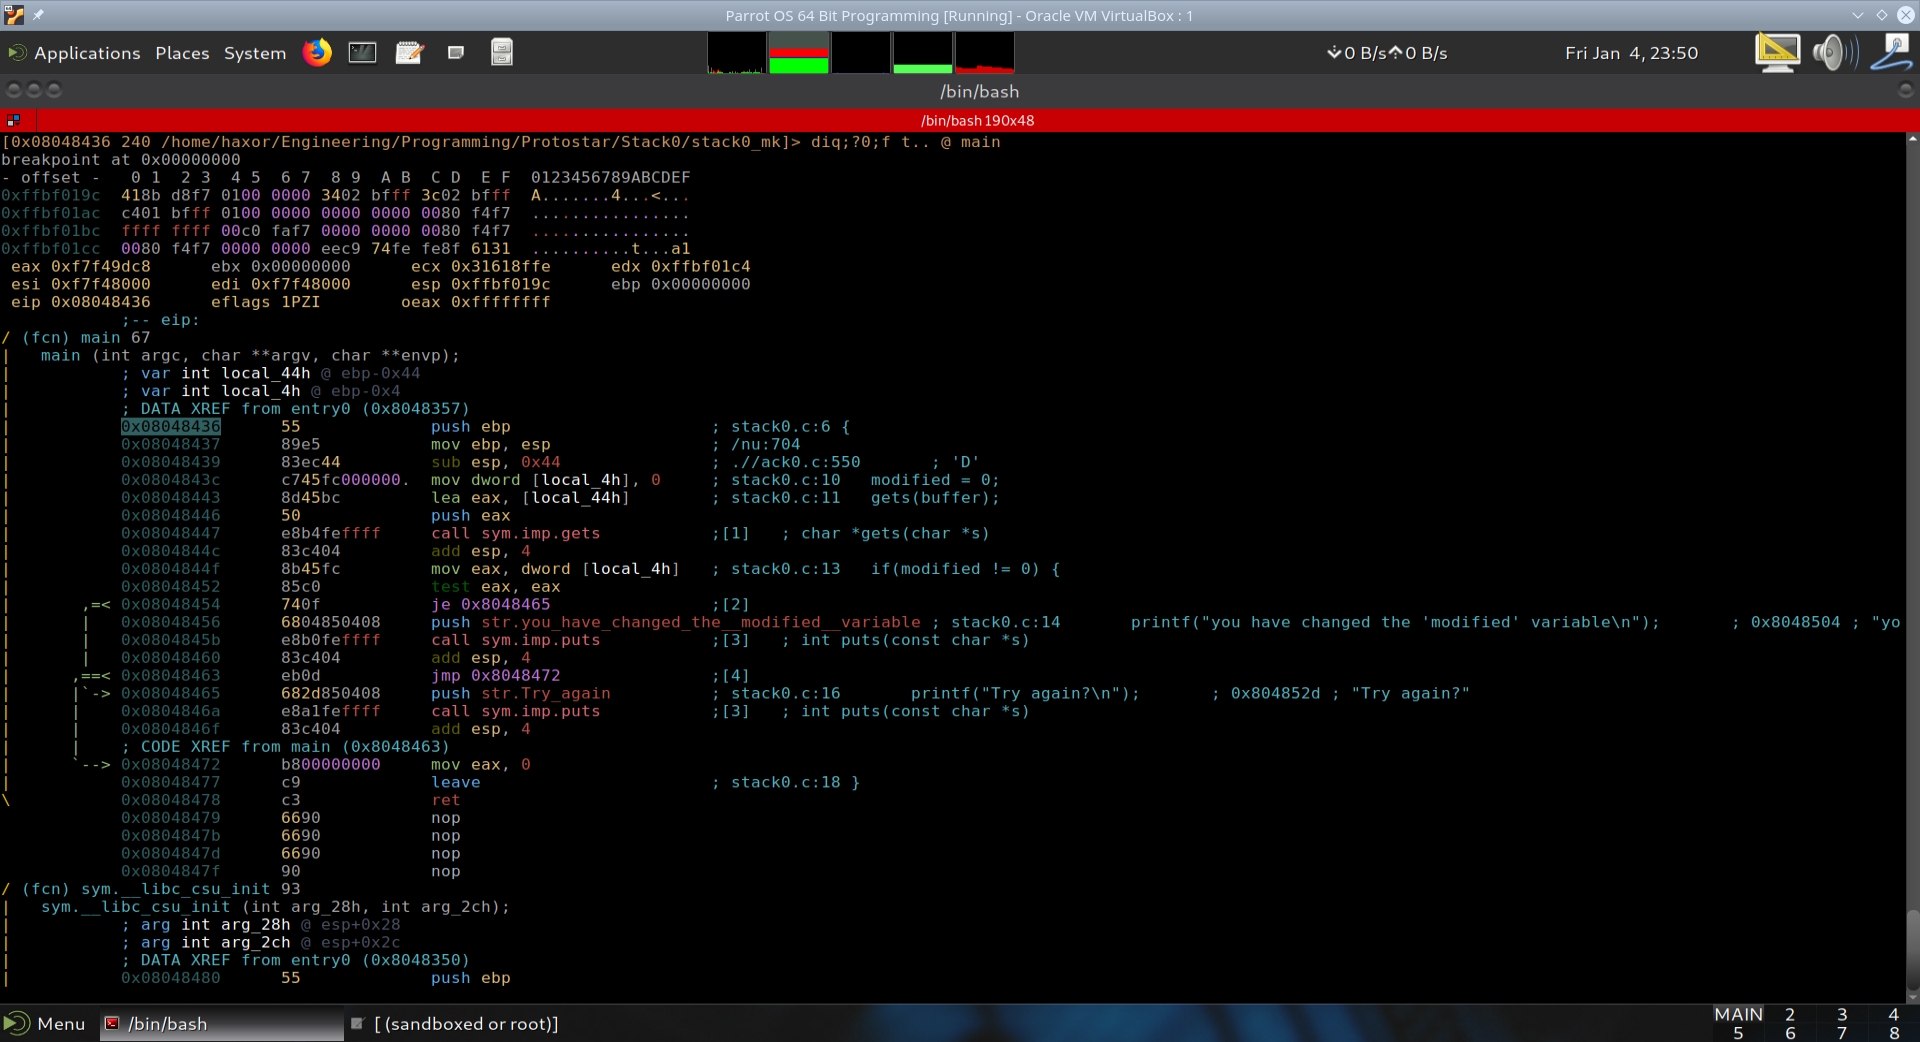 Parrot OS 64 Bit Programming [Running] - Oracle VM VirtualBox : 1
Applications Places System 0 B/s 0 B/s Fri Jan 4, 23:50
/bin/bash
/bin/bash 190x48
[0x08048436 240 /home/haxor/Engineering/Programming/Protostar/Stack0/stack0_mk]> diq;?0;f t.. @ main
breakpoint at 0x00000000
- offset -   0 1  2 3  4 5  6 7  8 9  A B  C D  E F  0123456789ABCDEF
0xffbf019c  418b d8f7 0100 0000 3402 bfff 3c02 bfff  A.......4...<...
0xffbf01ac  c401 bfff 0100 0000 0000 0000 0080 f4f7  ................
0xffbf01bc  ffff ffff 00c0 faf7 0000 0000 0080 f4f7  ................
0xffbf01cc  0080 f4f7 0000 0000 eec9 74fe fe8f 6131  ..........t...a1
eax 0xf7f49dc8      ebx 0x00000000      ecx 0x31618ffe      edx 0xffbf01c4
esi 0xf7f48000      edi 0xf7f48000      esp 0xffbf019c      ebp 0x00000000
eip 0x08048436      eflags 1PZI        oeax 0xffffffff
            ;-- eip:
/ (fcn) main 67
|   main (int argc, char **argv, char **envp);
|           ; var int local_44h @ ebp-0x44
|           ; var int local_4h @ ebp-0x4
|           ; DATA XREF from entry0 (0x8048357)
|           0x08048436      55             push ebp                    ; stack0.c:6 {
|           0x08048437      89e5           mov ebp, esp                ; /nu:704
|           0x08048439      83ec44         sub esp, 0x44               ; .//ack0.c:550       ; 'D'
|           0x0804843c      c745fc000000.  mov dword [local_4h], 0     ; stack0.c:10   modified = 0;
|           0x08048443      8d45bc         lea eax, [local_44h]        ; stack0.c:11   gets(buffer);
|           0x08048446      50             push eax
|           0x08048447      e8b4feffff     call sym.imp.gets           ;[1]   ; char *gets(char *s)
|           0x0804844c      83c404         add esp, 4
|           0x0804844f      8b45fc         mov eax, dword [local_4h]   ; stack0.c:13   if(modified != 0) {
|           0x08048452      85c0           test eax, eax
|       ,=< 0x08048454      740f           je 0x8048465                ;[2]
|       |   0x08048456      6804850408     push str.you_have_changed_the__modified__variable ; stack0.c:14       printf("you have changed the 'modified' variable\n");       ; 0x8048504 ; "yo
|       |   0x0804845b      e8b0feffff     call sym.imp.puts           ;[3]   ; int puts(const char *s)
|       |   0x08048460      83c404         add esp, 4
|      ,==< 0x08048463      eb0d           jmp 0x8048472               ;[4]
|      |`-> 0x08048465      682d850408     push str.Try_again          ; stack0.c:16       printf("Try again?\n");       ; 0x804852d ; "Try again?"
|      |    0x0804846a      e8a1feffff     call sym.imp.puts           ;[3]   ; int puts(const char *s)
|      |    0x0804846f      83c404         add esp, 4
|      |    ; CODE XREF from main (0x8048463)
|      `--> 0x08048472      b800000000     mov eax, 0
|           0x08048477      c9             leave                       ; stack0.c:18 }
\           0x08048478      c3             ret
            0x08048479      6690           nop
            0x0804847b      6690           nop
            0x0804847d      6690           nop
            0x0804847f      90             nop
/ (fcn) sym.__libc_csu_init 93
|   sym.__libc_csu_init (int arg_28h, int arg_2ch);
|           ; arg int arg_28h @ esp+0x28
|           ; arg int arg_2ch @ esp+0x2c
|           ; DATA XREF from entry0 (0x8048350)
|           0x08048480      55             push ebp
Menu /bin/bash [ (sandboxed or root)] MAIN 2 3 4
5 6 7 8